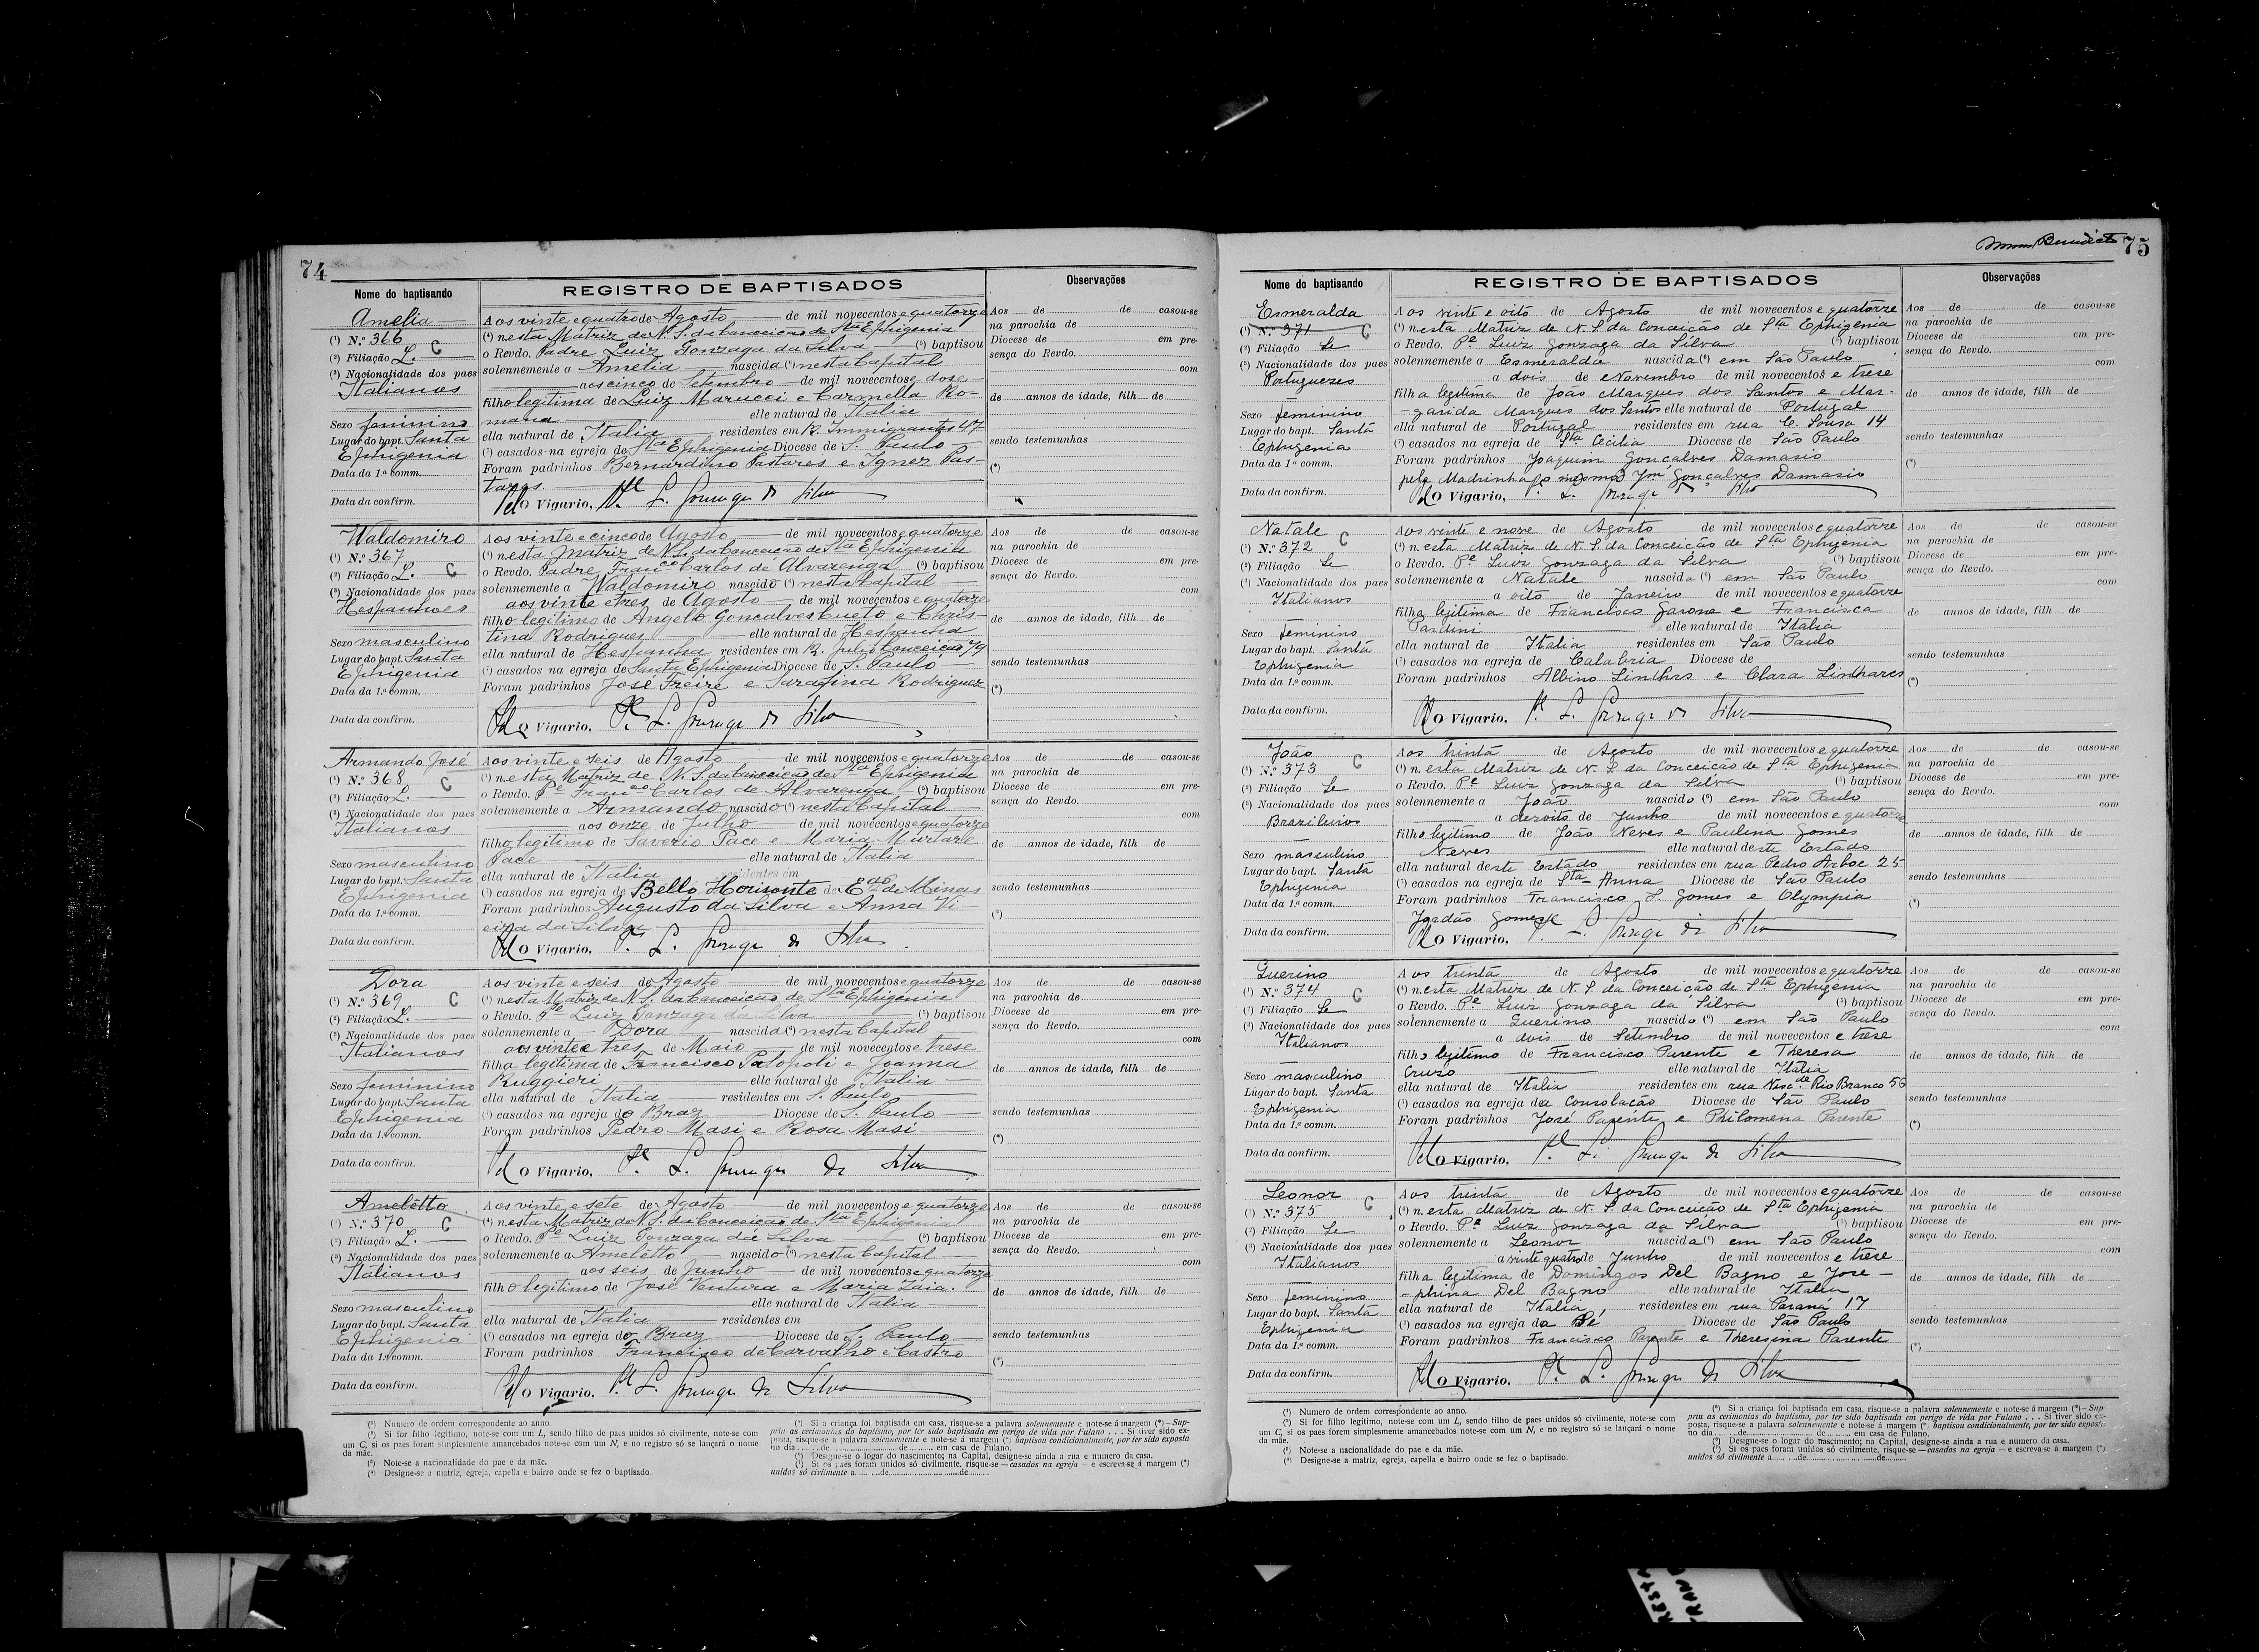 74
Nome do baptisando
REGISTRO DE BAPTISADOS
Observações
Amelia
(¹) N.º 366
C
(²) Filiação L.
(³) Nacionalidade dos paes
Italianos
Sexo feminino
Lugar do bapt. Santa
Ephigenia
Data da 1.ª comm.
Data da confirm.
Aos vinte e quatro de Agosto de mil novecentos e quatorze
(⁴) nesta Matriz de N. S. da Conceição de Sta Ephigenia
o Revdo. Padre Luiz Gonzaga da Silva (⁵) baptisou
solennemente a Amelia nascida (⁶) nesta Capital
aos cinco de Setembro de mil novecentos e dose
filha legitima de Luiz Marucci e Carmella Ro-
mana elle natural de Italia
ella natural de Italia residentes em R. Immigrantes 47
(⁷) casados na egreja de Sta Ephigenia Diocese de S. Paulo
Foram padrinhos Bernardino Pastares e Ignez Pas-
tares
Pelo Vigario, Pe L. Gonzaga da Silva
Aos de de casou-se
na parochia de
Diocese de em pre-
sença do Revdo.
com
de annos de idade, filh de
sendo testemunhas
(*)
Waldomiro
(¹) N.º 367
(²) Filiação L. C
(³) Nacionalidade dos paes
Hespanhoes
Sexo masculino
Lugar do bapt. Santa
Ephigenia
Data da 1.ª comm.
Data da confirm.
Aos vinte e cinco de Agosto de mil novecentos e quatorze
(⁴) nesta Matriz de N. S. da Conceição de Sta Ephigenia
o Revdo. Padre Franco Carlos de Alvarenga (⁵) baptisou
solennemente a Waldomiro nascido (⁶) nesta Capital
aos vinte e tres de Agosto de mil novecentos e quatorze
filho legitimo de Angelo Goncalves Cueto e Chris-
tina Rodrigues elle natural de Hespanha
ella natural de Hespanha residentes em R. Julio Conceição 79
(⁷) casados na egreja de Santa Ephigenia Diocese de S. Paulo
Foram padrinhos José Freire e Sarafina Rodriguez
Pelo Vigario. Pe L. Gonzaga da Silva
Aos de de casou-se
na parochia de
Diocese de em pre-
sença do Revdo.
com
de annos de idade, filh de
sendo testemunhas
(*)
Armando José
(¹) N.º 368
C
(²) Filiação L.
(³) Nacionalidade dos paes
Italianos
Sexo masculino
Lugar do bapt. Santa
Ephigenia
Data da 1.ª comm.
Data da confirm.
Aos vinte e seis de Agosto de mil novecentos e quatorze
(⁴) nesta Matriz de N. S. da Conceição de Sta Ephigenia
o Revdo. Pe Franco Carlos de Alvarenga (⁵) baptisou
solennemente a Armando nascido (⁶) nesta Capital
aos onze de Julho de mil novecentos e quatorze
filho legitimo de Saverio Pace e Maria Murtare
Pace elle natural de Italia
ella natural de Italia residentes em
(⁷) casados na egreja de Bello Horisonte de Edo de Minas
Foram padrinhos Augusto da Silva e Anna Vi-
eira da Silva
Pelo Vigario, Pe L. Gonzaga da Silva
Aos de de casou-se
na parochia de
Diocese de em pre-
sença do Revdo.
com
de annos de idade, filh de
sendo testemunhas
(*)
Dora
(¹) N.º 369 C
(²) Filiação L.
(³) Nacionalidade dos paes
Italianos
Sexo feminino
Lugar do bapt. Santa
Ephigenia
Data da 1.ª comm.
Data da confirm.
Aos vinte e seis de Agosto de mil novecentos e quatorze
(⁴) nesta Matriz de N. S. da Conceição de Sta Ephigenia
o Revdo. Pe Luiz Gonzaga da Silva (⁵) baptisou
solennemente a Dora nascida (⁶) nesta Capital
aos vinte e tres de Maio de mil novecentos e trese
filha legitima de Francisco Patopoli e Joanna
Ruggieri elle natural de Italia
ella natural de Italia residentes em S. Paulo
(⁷) casados na egreja do Braz Diocese de S. Paulo
Foram padrinhos Pedro Masi e Rosa Masi
Pelo Vigario, Pe L. Gonzaga da Silva
Aos de de casou-se
na parochia de
Diocese de em pre-
sença do Revdo.
com
de annos de idade, filh de
sendo testemunhas
(*)
Ameletto
(¹) N.º 370 C
(²) Filiação L.
(³) Nacionalidade dos paes
Italianos
Sexo masculino
Lugar do bapt. Santa
Ephigenia
Data da 1.ª comm.
Data da confirm.
Aos vinte e sete de Agosto de mil novecentos e quatorze
(⁴) nesta Matriz de N. S. da Conceição de Sta Ephigenia
o Revdo. Pe Luiz Gonzaga da Silva (⁵) baptisou
solennemente a Ameletto nascido (⁶) nesta Capital
aos seis de Junho de mil novecentos e quatorze
filho legitimo de José Ventura e Maria Zaia.
elle natural de Italia
ella natural de Italia residentes em
(⁷) casados na egreja do Braz Diocese de S. Paulo
Foram padrinhos Francisco de Carvalho e Castro
Pelo Vigario. Pe L. Gonzaga da Silva
Aos de de casou-se
na parochia de
Diocese de em pre-
sença do Revdo.
com
de annos de idade, filh de
sendo testemunhas
(*)
(¹) Numero de ordem correspondente ao anno.
(²) Si for filho legitimo, note-se com um L, sendo filho de paes unidos só civilmente, note-se com
um C, si os paes forem simplesmente amancebados note-se com um N, e no registro só se lançará o nome
da mãe.
(³) Note-se a nacionalidade do pae e da mãe.
(⁴) Designe-se a matriz, egreja, capella e bairro onde se fez o baptisado.
(⁵) Si a criança foi baptisada em casa, risque-se a palavra solennemente e note-se á margem (*) – Sup-
priu as cerimonias do baptismo, por ter sido baptisada em perigo de vida por Fulano . . . Si tiver sido ex-
posta, risque-se a palavra solennemente e note-se á margem (*) baptisou condicionalmente, por ter sido exposta
no dia de de em casa de Fulano.
(⁶) Designe-se o logar do nascimento; na Capital, designe-se ainda a rua e numero da casa.
(⁷) Si os paes foram unidos só civilmente, risque-se — casados na egreja — e escreva-se á margem (*)
unidos só civilmente a de de
Benedicto
75
Nome do baptisando
REGISTRO DE BAPTISADOS
Observações
Esmeralda
(¹) N.º 371 C
(²) Filiação Le
(³) Nacionalidade dos paes
Portuguezes
Sexo feminino
Lugar do bapt. Santa
Ephigenia
Data da 1.ª comm.
Data da confirm.
Aos vinte e oito de Agosto de mil novecentos e quatorze
(⁴) nesta Matriz de N. S. da Conceição de Sta Ephigenia
o Revdo. Pe Luiz Gonzaga da Silva (⁵) baptisou
solennemente a Esmeralda nascida (⁶) em São Paulo
a dois de Novembro de mil novecentos e trese
filha legitima de João Marques dos Santos e Mar-
-garida Marques dos Santos elle natural de Portugal
ella natural de Portugal residentes em rua C. Sousa 14
(⁷) casados na egreja de Sta Cecilia Diocese de São Paulo
Foram padrinhos Joaquim Goncalves Damasio
pela Madrinha o mesmo Jm Gonçalves Damasio
Pelo Vigario, Pe L. Gonzaga da Silva
Aos de de casou-se
na parochia de
Diocese de em pre-
sença do Revdo.
com
de annos de idade, filh de
sendo testemunhas
(*)
Natale
(¹) N.º 372 C
(²) Filiação Le
(³) Nacionalidade dos paes
Italianos
Sexo feminino
Lugar do bapt. Santa
Ephigenia
Data da 1.ª comm.
Data da confirm.
Aos vinte e nove de Agosto de mil novecentos e quatorze
(⁴) nesta Matriz de N. S. da Conceição de Sta Ephigenia
o Revdo. Pe Luiz Gonzaga da Silva (⁵) baptisou
solennemente a Natale nascida (⁶) em São Paulo
a oito de Janeiro de mil novecentos e quatorze
filha legitima de Francisco Garone e Francisca
Pardini elle natural de Italia
ella natural de Italia residentes em São Paulo
(⁷) casados na egreja de Calabria Diocese de
Foram padrinhos Albino Linthrs e Clara Linhares
Pelo Vigario, Pe L. Gonzaga da Silva
Aos de de casou-se
na parochia de
Diocese de em pre-
sença do Revdo.
com
de annos de idade, filh de
sendo testemunhas
(*)
João
(¹) N.º 373 C
(²) Filiação Le
(³) Nacionalidade dos paes
Brazileiros
Sexo masculino
Lugar do bapt. Santa
Ephigenia
Data da 1.ª comm.
Data da confirm.
Aos trinta de Agosto de mil novecentos e quatorze
(⁴) nesta Matriz de N. S. da Conceição de Sta Ephigenia
o Revdo. Pe Luiz Gonzaga da Silva (⁵) baptisou
solennemente a João nascido (⁶) em São Paulo
a dezoito de Junho de mil novecentos e quatorze
filho legitimo de João Neves e Paulina Gomes
Neves elle natural deste Estado
ella natural deste Estado residentes em rua Pedro Arboe 25
(⁷) casados na egreja de Sta Anna Diocese de São Paulo
Foram padrinhos Francisco S. Gomes e Olympia
Jordão Gomes
Pelo Vigario, Pe L. Gonzaga da Silva
Aos de de casou-se
na parochia de
Diocese de em pre-
sença do Revdo.
com
de annos de idade, filh de
sendo testemunhas
(*)
Guerino
(¹) N.º 374 C
(²) Filiação Le
(³) Nacionalidade dos paes
Italianos
Sexo masculino
Lugar do bapt. Santa
Ephigenia
Data da 1.ª comm.
Data da confirm.
Aos trinta de Agosto de mil novecentos e quatorze
(⁴) nesta Matriz de N. S. da Conceição de Sta Ephigenia
o Revdo. Pe Luiz Gonzaga da Silva (⁵) baptisou
solennemente a Guerino nascido (⁶) em São Paulo
a dois de Setembro de mil novecentos e trese
filho legitimo de Francisco Parente e Theresa
Cruso elle natural de Italia
ella natural de Italia residentes em rua Visc.de Rio Branco 56
(⁷) casados na egreja da Consolação Diocese de São Paulo
Foram padrinhos José Parente e Philomena Parente
Pelo Vigario, Pe L. Gonzaga da Silva
Aos de de casou-se
na parochia de
Diocese de em pre-
sença do Revdo.
com
de annos de idade, filh de
sendo testemunhas
(*)
Leonor C
(¹) N.º 375
(²) Filiação Le
(³) Nacionalidade dos paes
Italianos
Sexo feminino
Lugar do bapt. Santa
Ephigenia
Data da 1.ª comm.
Data da confirm.
Aos trinta de Agosto de mil novecentos e quatorze
(⁴) nesta Matriz de N. S. da Conceição de Sta Ephigenia
o Revdo. Pe Luiz Gonzaga da Silva (⁵) baptisou
solennemente a Leonor nascida (⁶) em São Paulo
a vinte quatro de Junho de mil novecentos e trese
filha legitima de Domingos Del Bagno e Jose-
-phina Del Bagno elle natural de Italia
ella natural de Italia residentes em rua Paraná 17
(⁷) casados na egreja da Sé Diocese de São Paulo
Foram padrinhos Francisco Parente e Theresina Parente
Pelo Vigario, Pe L. Gonzaga da Silva
Aos de de casou-se
na parochia de
Diocese de em pre-
sença do Revdo.
com
de annos de idade, filh de
sendo testemunhas
(*)
(¹) Numero de ordem correspondente ao anno.
(²) Si for filho legitimo, note-se com um L, sendo filho de paes unidos só civilmente, note-se com
um C, si os paes forem simplesmente amancebados note-se com um N, e no registro só se lançará o nome
da mãe.
(³) Note-se a nacionalidade do pae e da mãe.
(⁴) Designe-se a matriz, egreja, capella e bairro onde se fez o baptisado.
(⁵) Si a criança foi baptisada em casa, risque-se a palavra solennemente e note-se á margem (*) – Sup-
priu as cerimonias do baptismo, por ter sido baptisada em perigo de vida por Fulano . . . Si tiver sido ex-
posta, risque-se a palavra solennemente e note-se á margem (*) baptisou condicionalmente, por ter sido exposta
no dia de de em casa de Fulano.
(⁶) Designe-se o logar do nascimento; na Capital, designe-se ainda a rua e numero da casa.
(⁷) Si os paes foram unidos só civilmente, risque-se — casados na egreja — e escreva-se á margem (*)
unidos só civilmente a de de